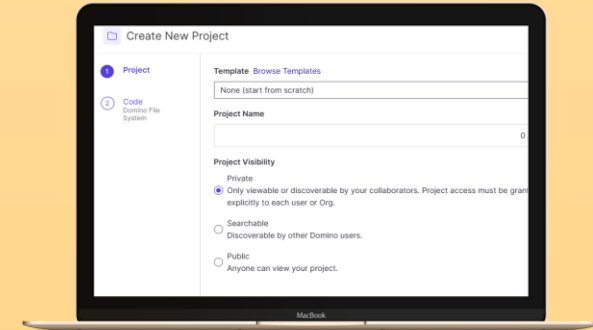 Create New Project
1 Project
2 Code
Domino File
System
Template Browse Templates
None (start from scratch)
Project Name
0
Project Visibility
Private
Only viewable or discoverable by your collaborators. Project access must be
explicitly to each user or Org.
Searchable
Discoverable by other Domino users.
Public
Anyone can view your project.
MacBook